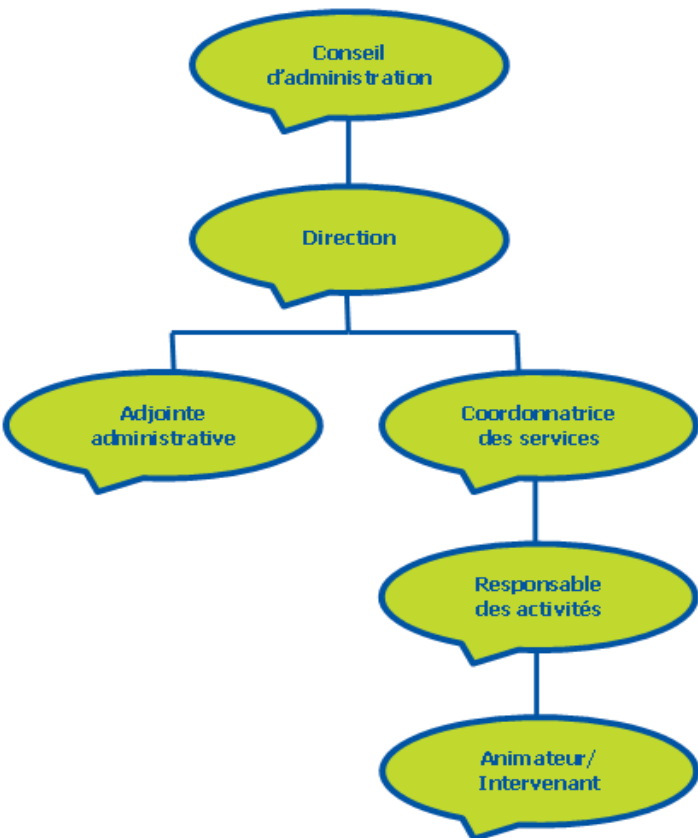 Conseil
d'administration
Direction
Adjointe
administrative
Coordonnatrice
des services
Responsable
des activités
Animateur/
Intervenant